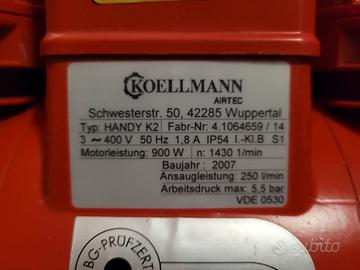 KOELLMANN
AIRTEC
Schwesterstr. 50, 42285 Wuppertal
Typ: HANDY K2 Fabr-Nr: 4.1064659 / 14
3 ~ 400 V 50 Hz 1,8 A IP54 I.-Kl.B S1
Motorleistung: 900 W n: 1430 1/min
Baujahr: 2007
Ansaugleistung: 250 l/min
Arbeitsdruck max: 5,5 bar
VDE 0530
BG-PRÜFZERT
subito